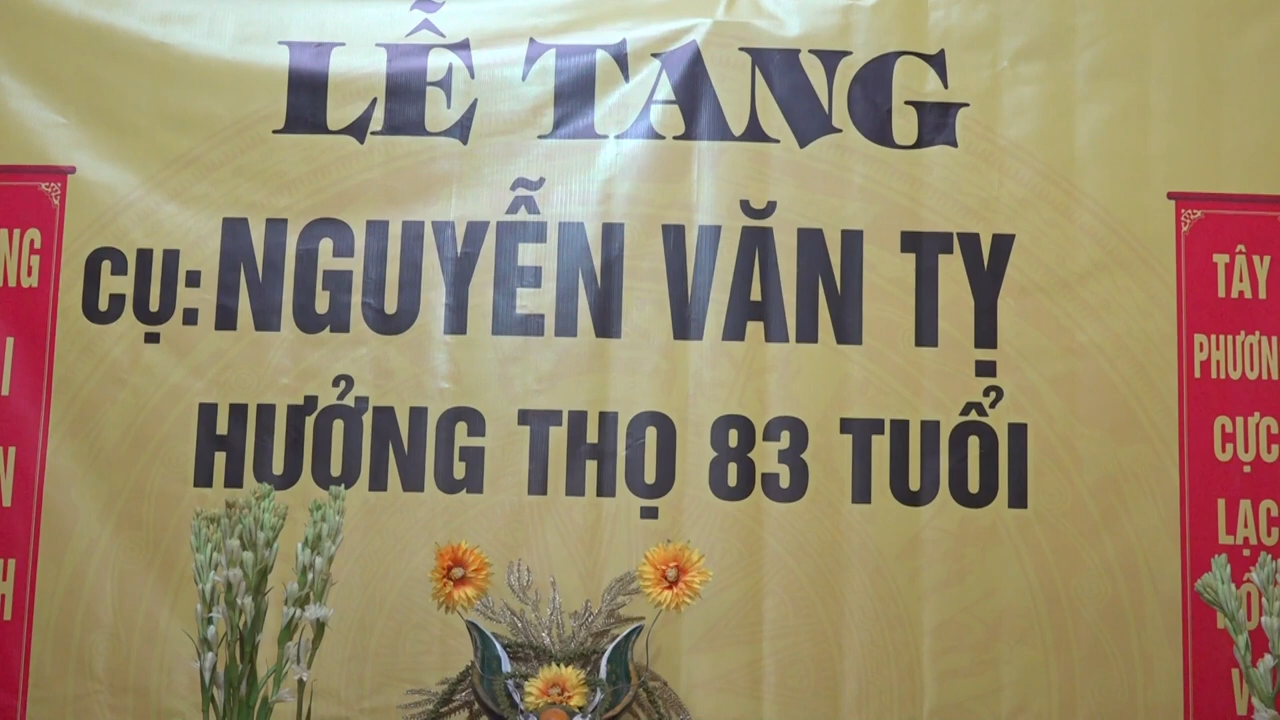 LỄ TANG
CỤ: NGUYỄN VĂN TỴ
HƯỞNG THỌ 83 TUỔI
TÂY
PHƯƠN
CỰC
LẠC